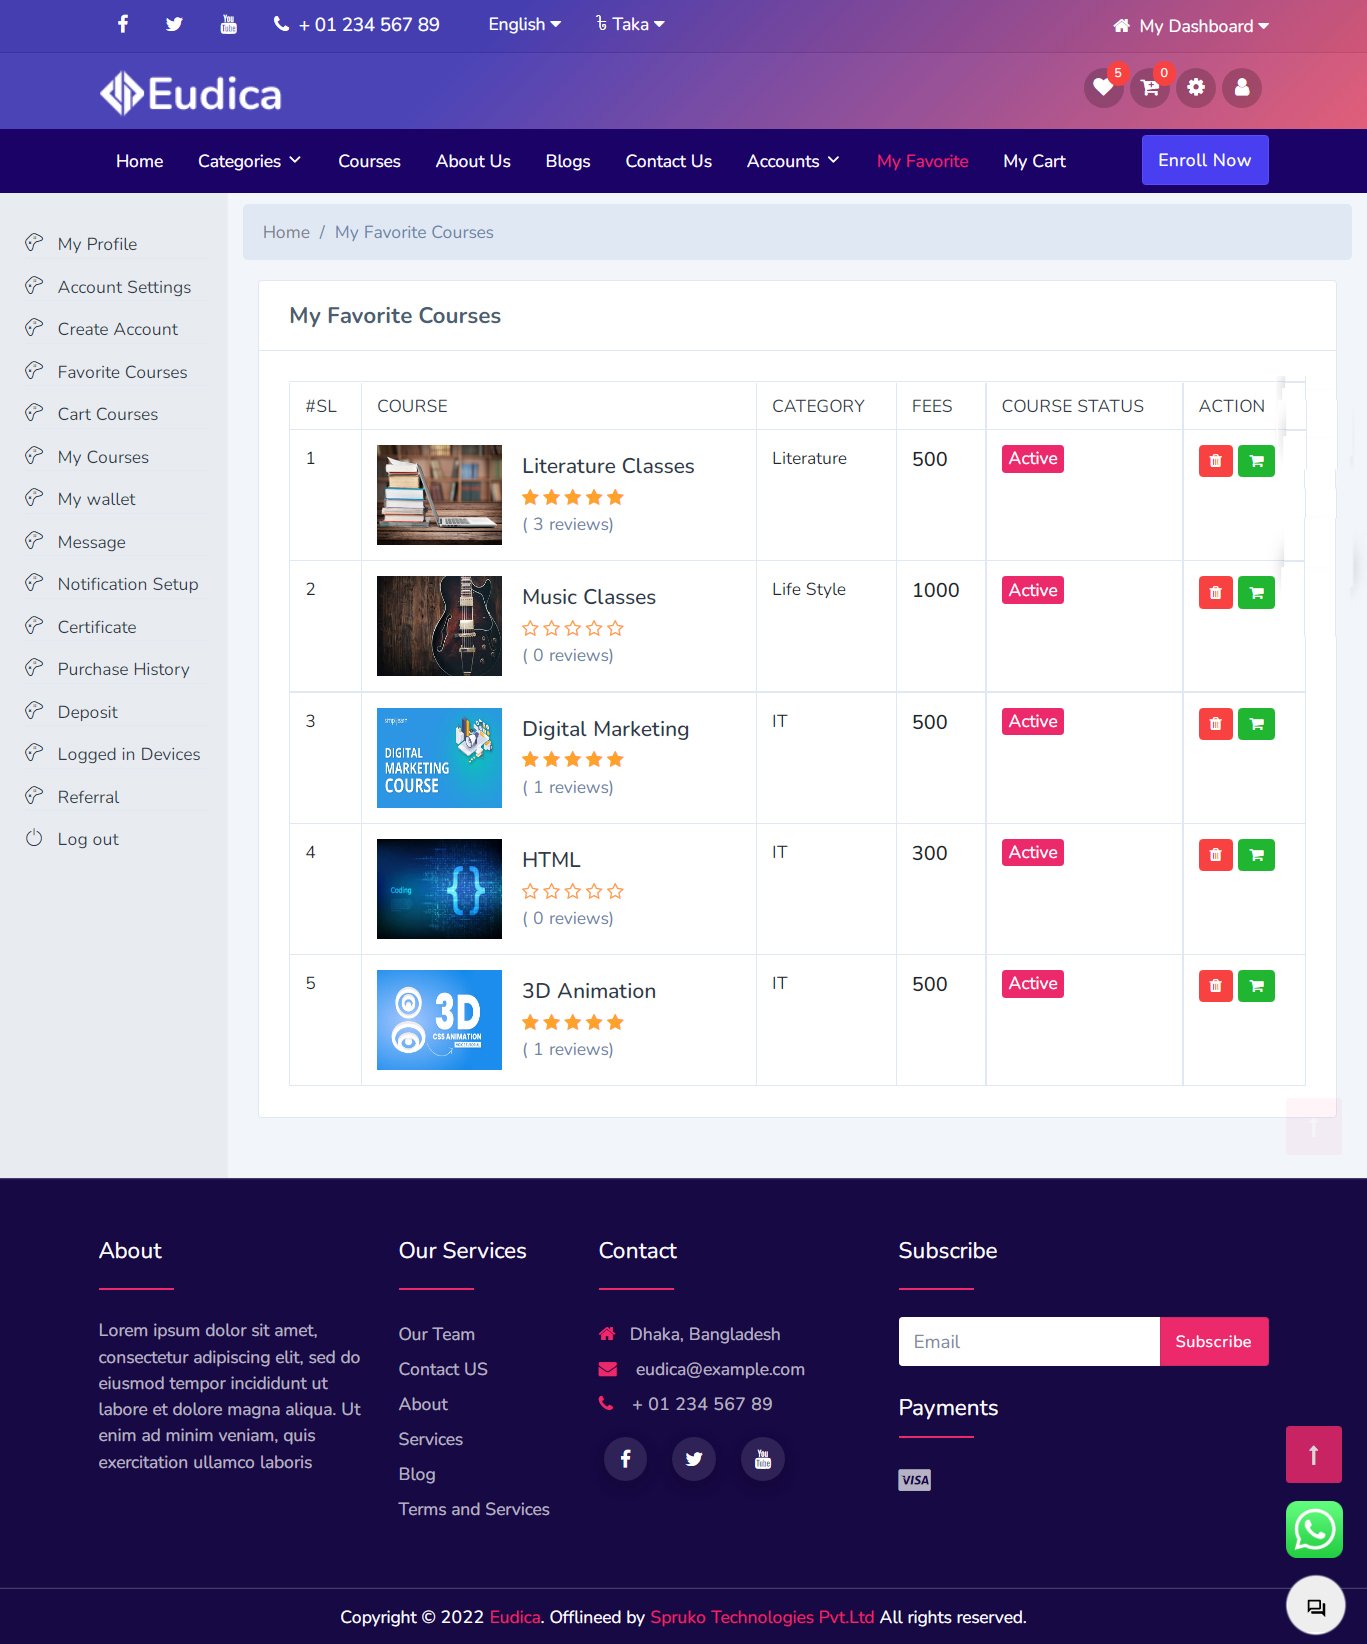 + 01 234 567 89 English ৳ Taka My Dashboard
Eudica 5 0
Home Categories Courses About Us Blogs Contact Us Accounts My Favorite My Cart Enroll Now
My Profile
Account Settings
Create Account
Favorite Courses
Cart Courses
My Courses
My wallet
Message
Notification Setup
Certificate
Purchase History
Deposit
Logged in Devices
Referral
Log out
Home / My Favorite Courses
My Favorite Courses
#SL COURSE CATEGORY FEES COURSE STATUS ACTION
1 Literature Classes Literature 500 Active
( 3 reviews)
2 Music Classes Life Style 1000 Active
( 0 reviews)
3 Digital Marketing IT 500 Active
( 1 reviews)
simplilearn
DIGITAL
MARKETING
COURSE
4 HTML IT 300 Active
( 0 reviews)
Coding
{}
5 3D Animation IT 500 Active
( 1 reviews)
3D
CSS ANIMATION
About
Lorem ipsum dolor sit amet,
consectetur adipiscing elit, sed do
eiusmod tempor incididunt ut
labore et dolore magna aliqua. Ut
enim ad minim veniam, quis
exercitation ullamco laboris
Our Services
Our Team
Contact US
About
Services
Blog
Terms and Services
Contact
Dhaka, Bangladesh
eudica@example.com
+ 01 234 567 89
You
Tube
Subscribe
Email Subscribe
Payments
VISA
Copyright © 2022 Eudica. Offlineed by Spruko Technologies Pvt.Ltd All rights reserved.